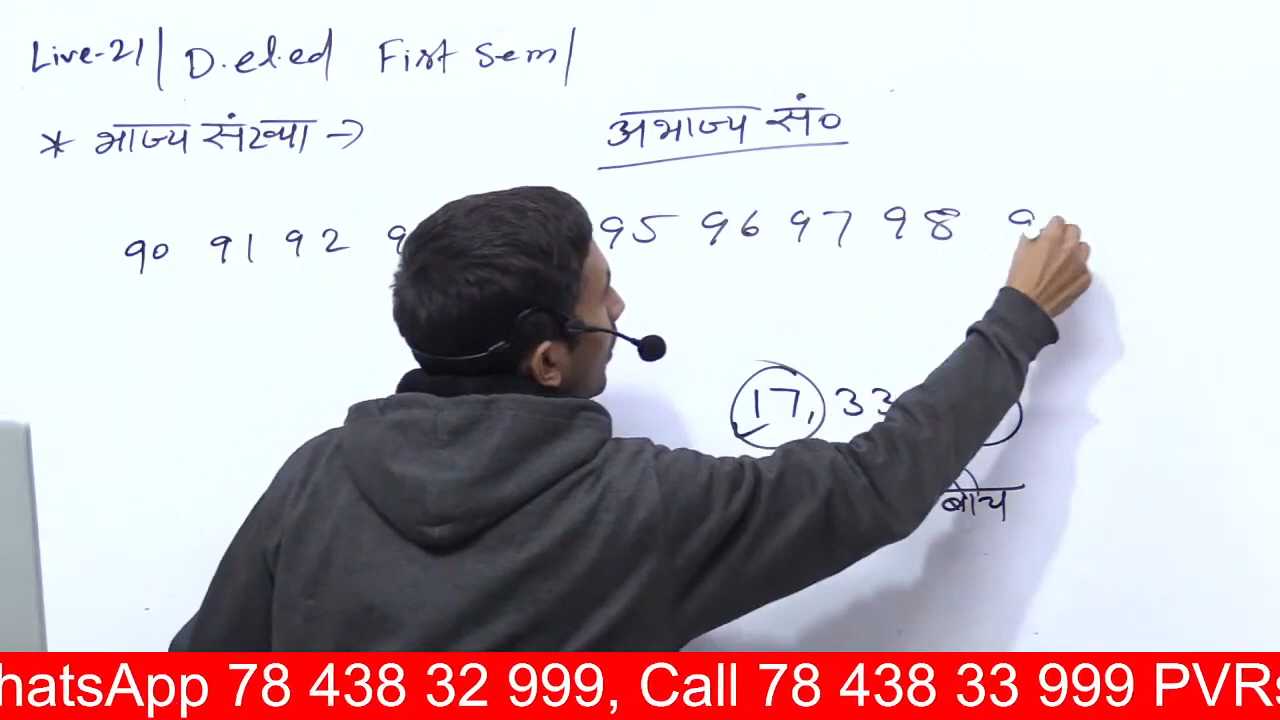 Live-21| D.el.ed First Sem/
* भाज्य संख्या →
अभाज्य सं०
90 91 92 95 96 97 98
17, 33
बीच
hatsApp 78 438 32 999, Call 78 438 33 999 PVRs